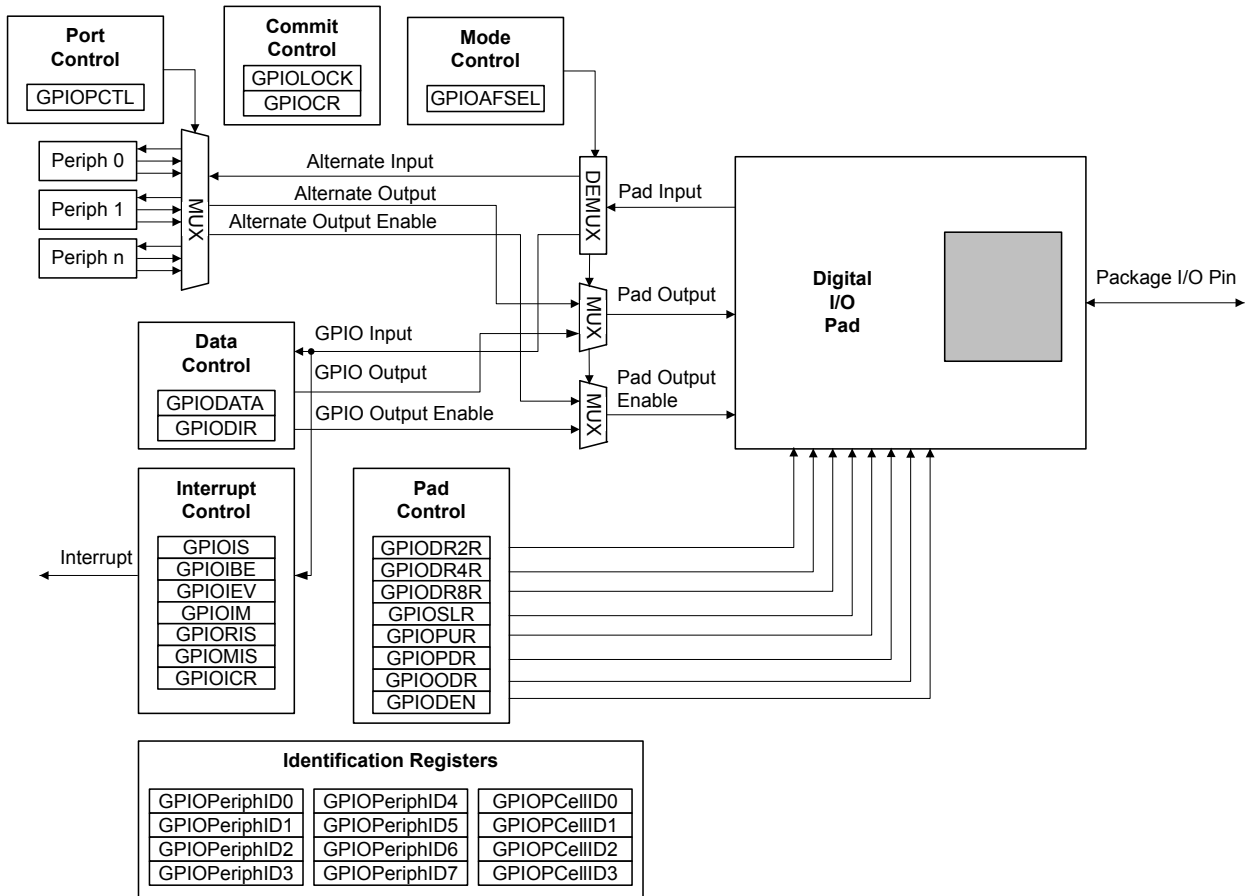 Port
Control
GPIOPCTL
Commit
Control
GPIOLOCK
GPIOCR
Mode
Control
GPIOAFSEL
Periph 0
Periph 1
Periph n
MUX
Alternate Input
Alternate Output
Alternate Output Enable
DEMUX
Pad Input
MUX
Pad Output
MUX
Pad Output
Enable
Digital
I/O
Pad
Package I/O Pin
Data
Control
GPIODATA
GPIODIR
GPIO Input
GPIO Output
GPIO Output Enable
Interrupt
Interrupt
Control
GPIOIS
GPIOIBE
GPIOIEV
GPIOIM
GPIORIS
GPIOMIS
GPIOICR
Pad
Control
GPIODR2R
GPIODR4R
GPIODR8R
GPIOSLR
GPIOPUR
GPIOPDR
GPIOODR
GPIODEN
Identification Registers
GPIOPeriphID0
GPIOPeriphID1
GPIOPeriphID2
GPIOPeriphID3
GPIOPeriphID4
GPIOPeriphID5
GPIOPeriphID6
GPIOPeriphID7
GPIOPCellID0
GPIOPCellID1
GPIOPCellID2
GPIOPCellID3